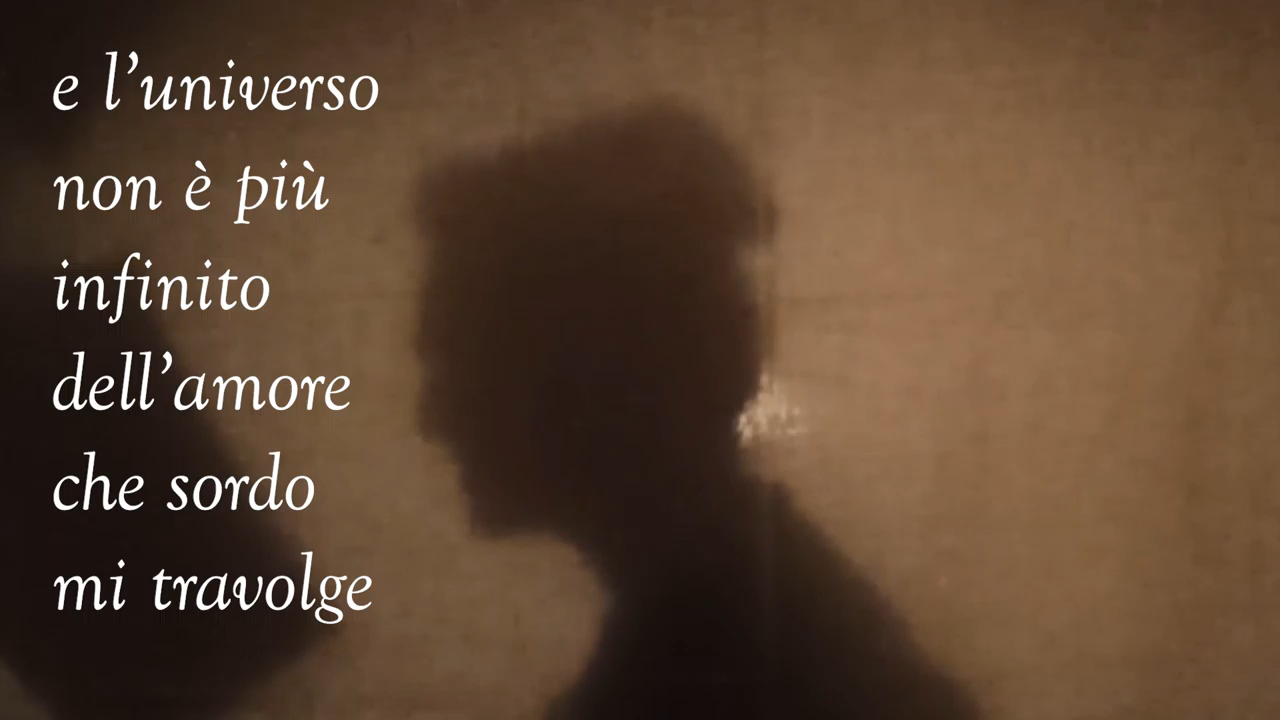 e l’universo
non è più
infinito
dell’amore
che sordo
mi travolge